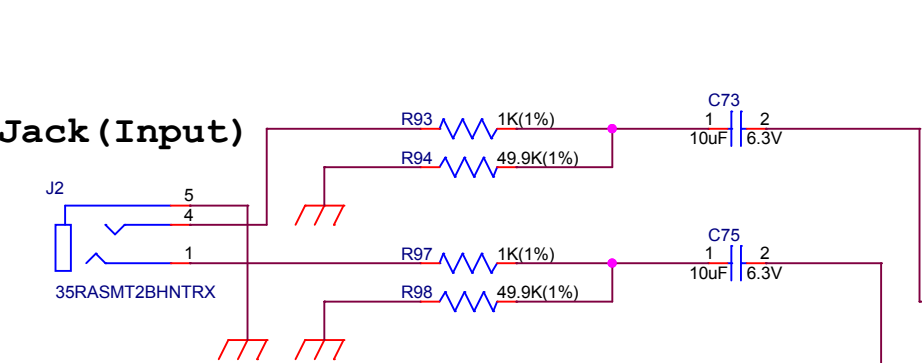 C73
R93 1K(1%) 1 2
Jack(Input) 10uF 6.3V
R94 49.9K(1%)
J2
5
4
C75
1 R97 1K(1%) 1 2
10uF 6.3V
35RASMT2BHNTRX R98 49.9K(1%)